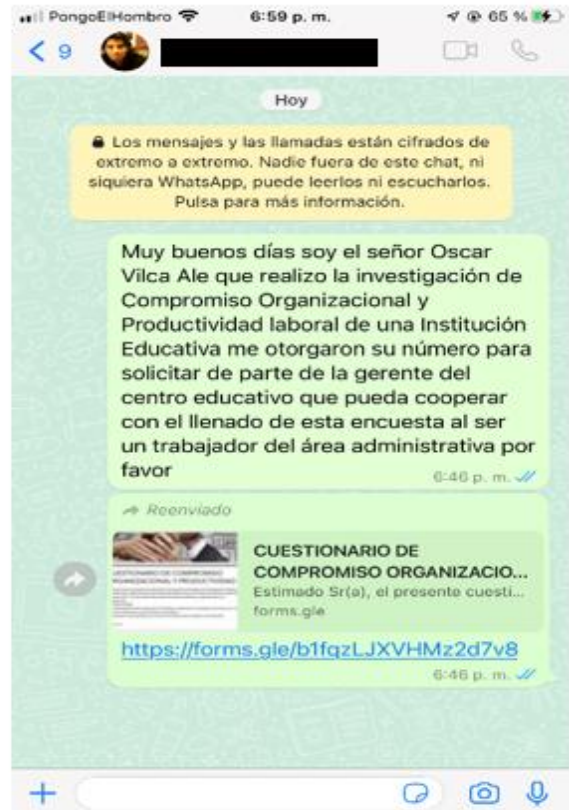 PongoElHombro 6:59 p. m. 65 %
9
Hoy
Los mensajes y las llamadas están cifrados de
extremo a extremo. Nadie fuera de este chat, ni
siquiera WhatsApp, puede leerlos ni escucharlos.
Pulsa para más información.
Muy buenos días soy el señor Oscar
Vilca Ale que realizo la investigación de
Compromiso Organizacional y
Productividad laboral de una Institución
Educativa me otorgaron su número para
solicitar de parte de la gerente del
centro educativo que pueda cooperar
con el llenado de esta encuesta al ser
un trabajador del área administrativa por
favor
6:46 p. m.
Reenviado
CUESTIONARIO DE
COMPROMISO ORGANIZACIO...
Estimado Sr(a), el presente cuesti...
forms.gle
https://forms.gle/b1fqzLJXVHMz2d7v8
6:46 p. m.